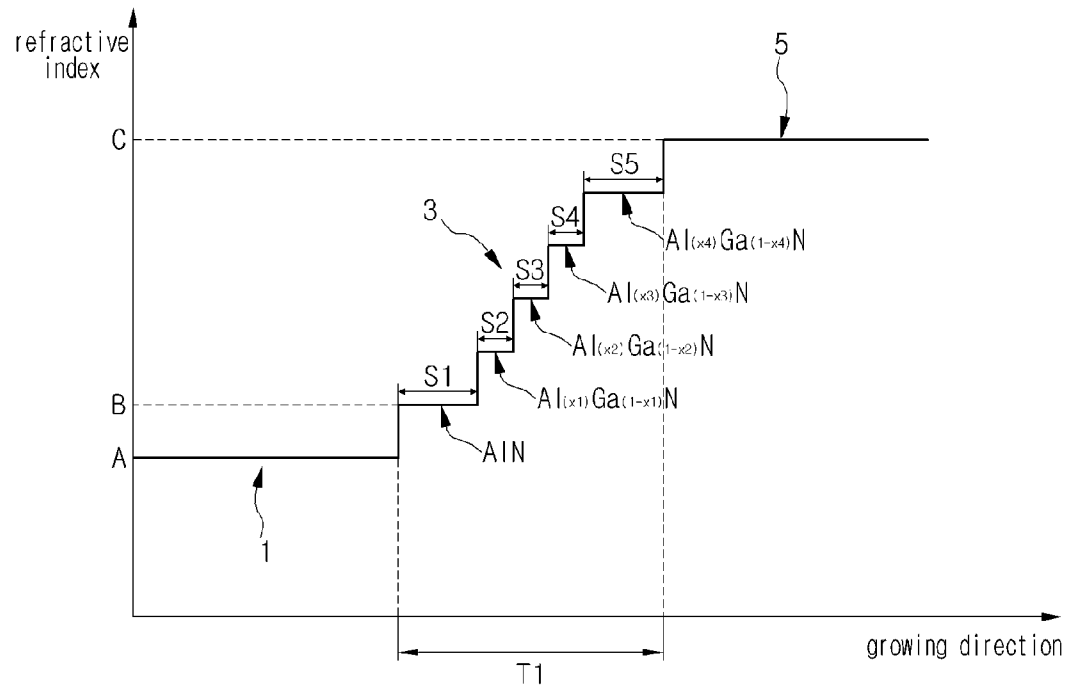 refractive
index
5
C
S5
3
S4
Al(x4)Ga(1-x4)N
S3
Al(x3)Ga(1-x3)N
S2
Al(x2)Ga(1-x2)N
S1
Al(x1)Ga(1-x1)N
B
AlN
A
1
growing direction
T1